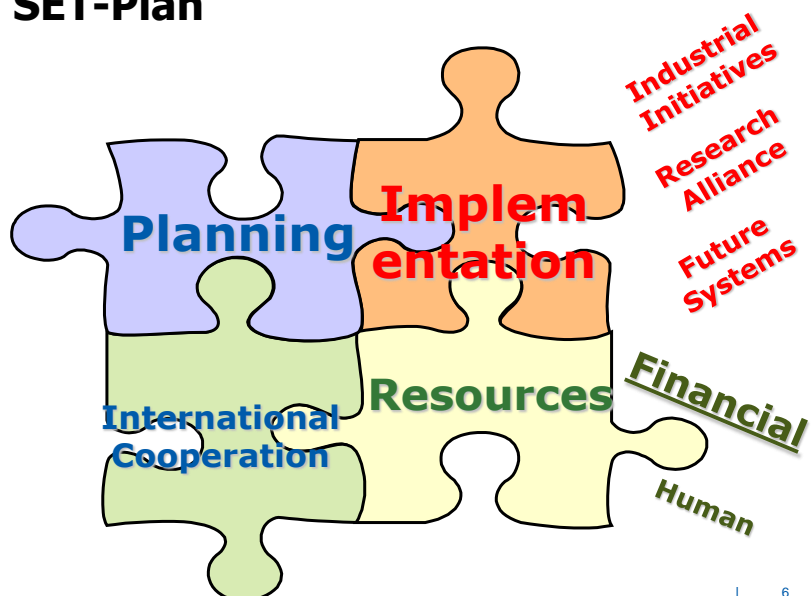 SET-Plan
Industrial
Initiatives
Research
Alliance
Future
Systems
Planning
Implem
entation
International
Cooperation
Resources
Financial
Human
| 6